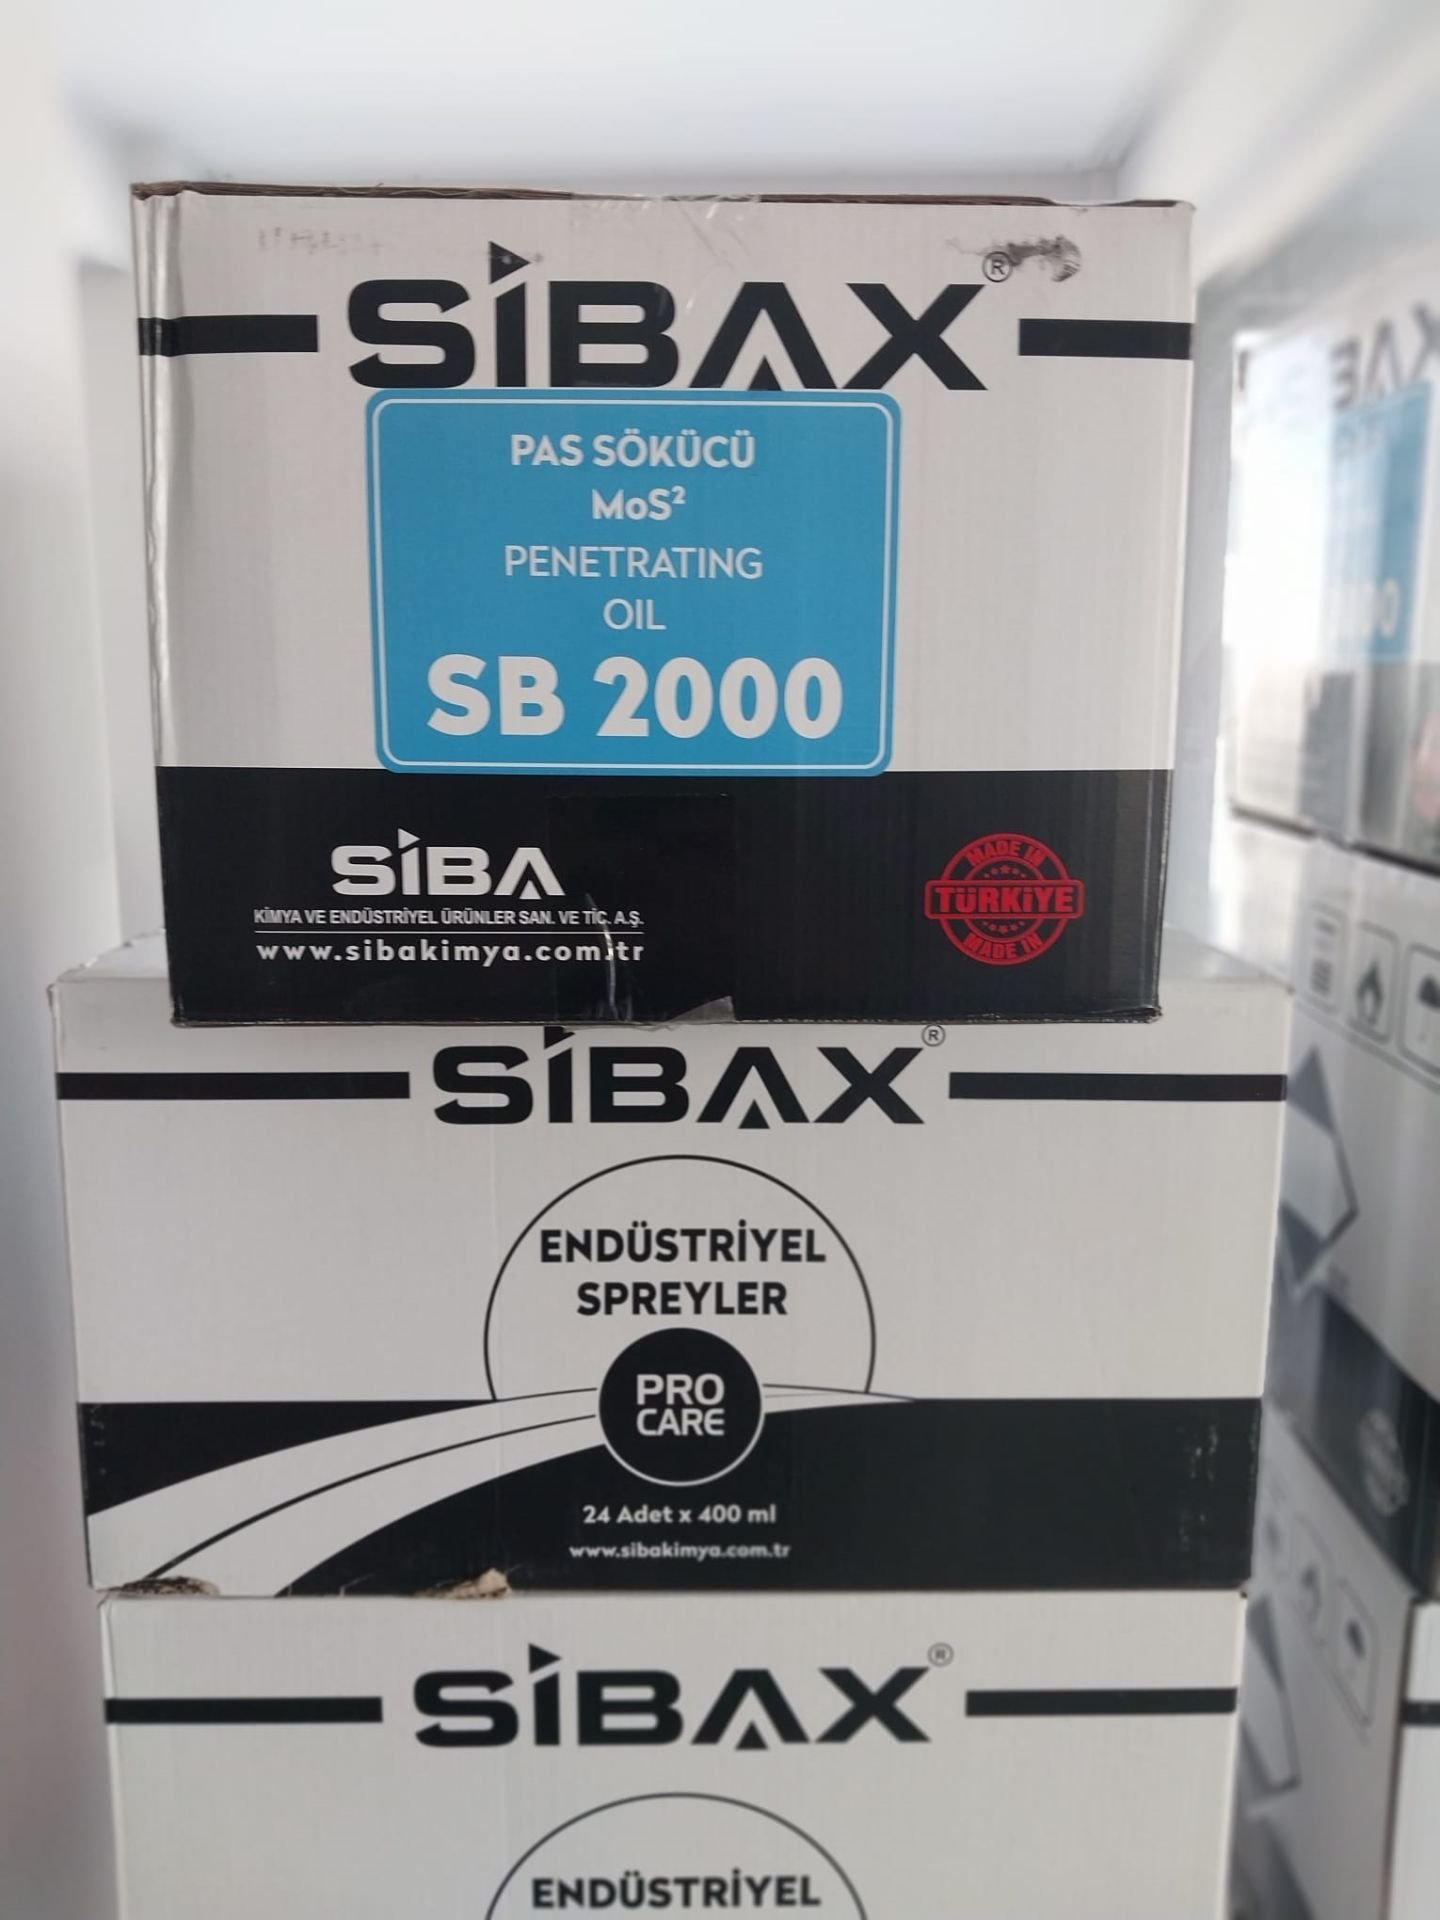 SİBAX®
PAS SÖKÜCÜ
MoS²
PENETRATING
OIL
SB 2000
SİBA
KİMYA VE ENDÜSTRİYEL ÜRÜNLER SAN. VE TİC. A.Ş.
www.sibakimya.com.tr
MADE IN
TÜRKİYE
MADE IN
SİBAX®
ENDÜSTRİYEL
SPREYLER
PRO
CARE
24 Adet x 400 ml
www.sibakimya.com.tr
SİBAX®
ENDÜSTRİYEL